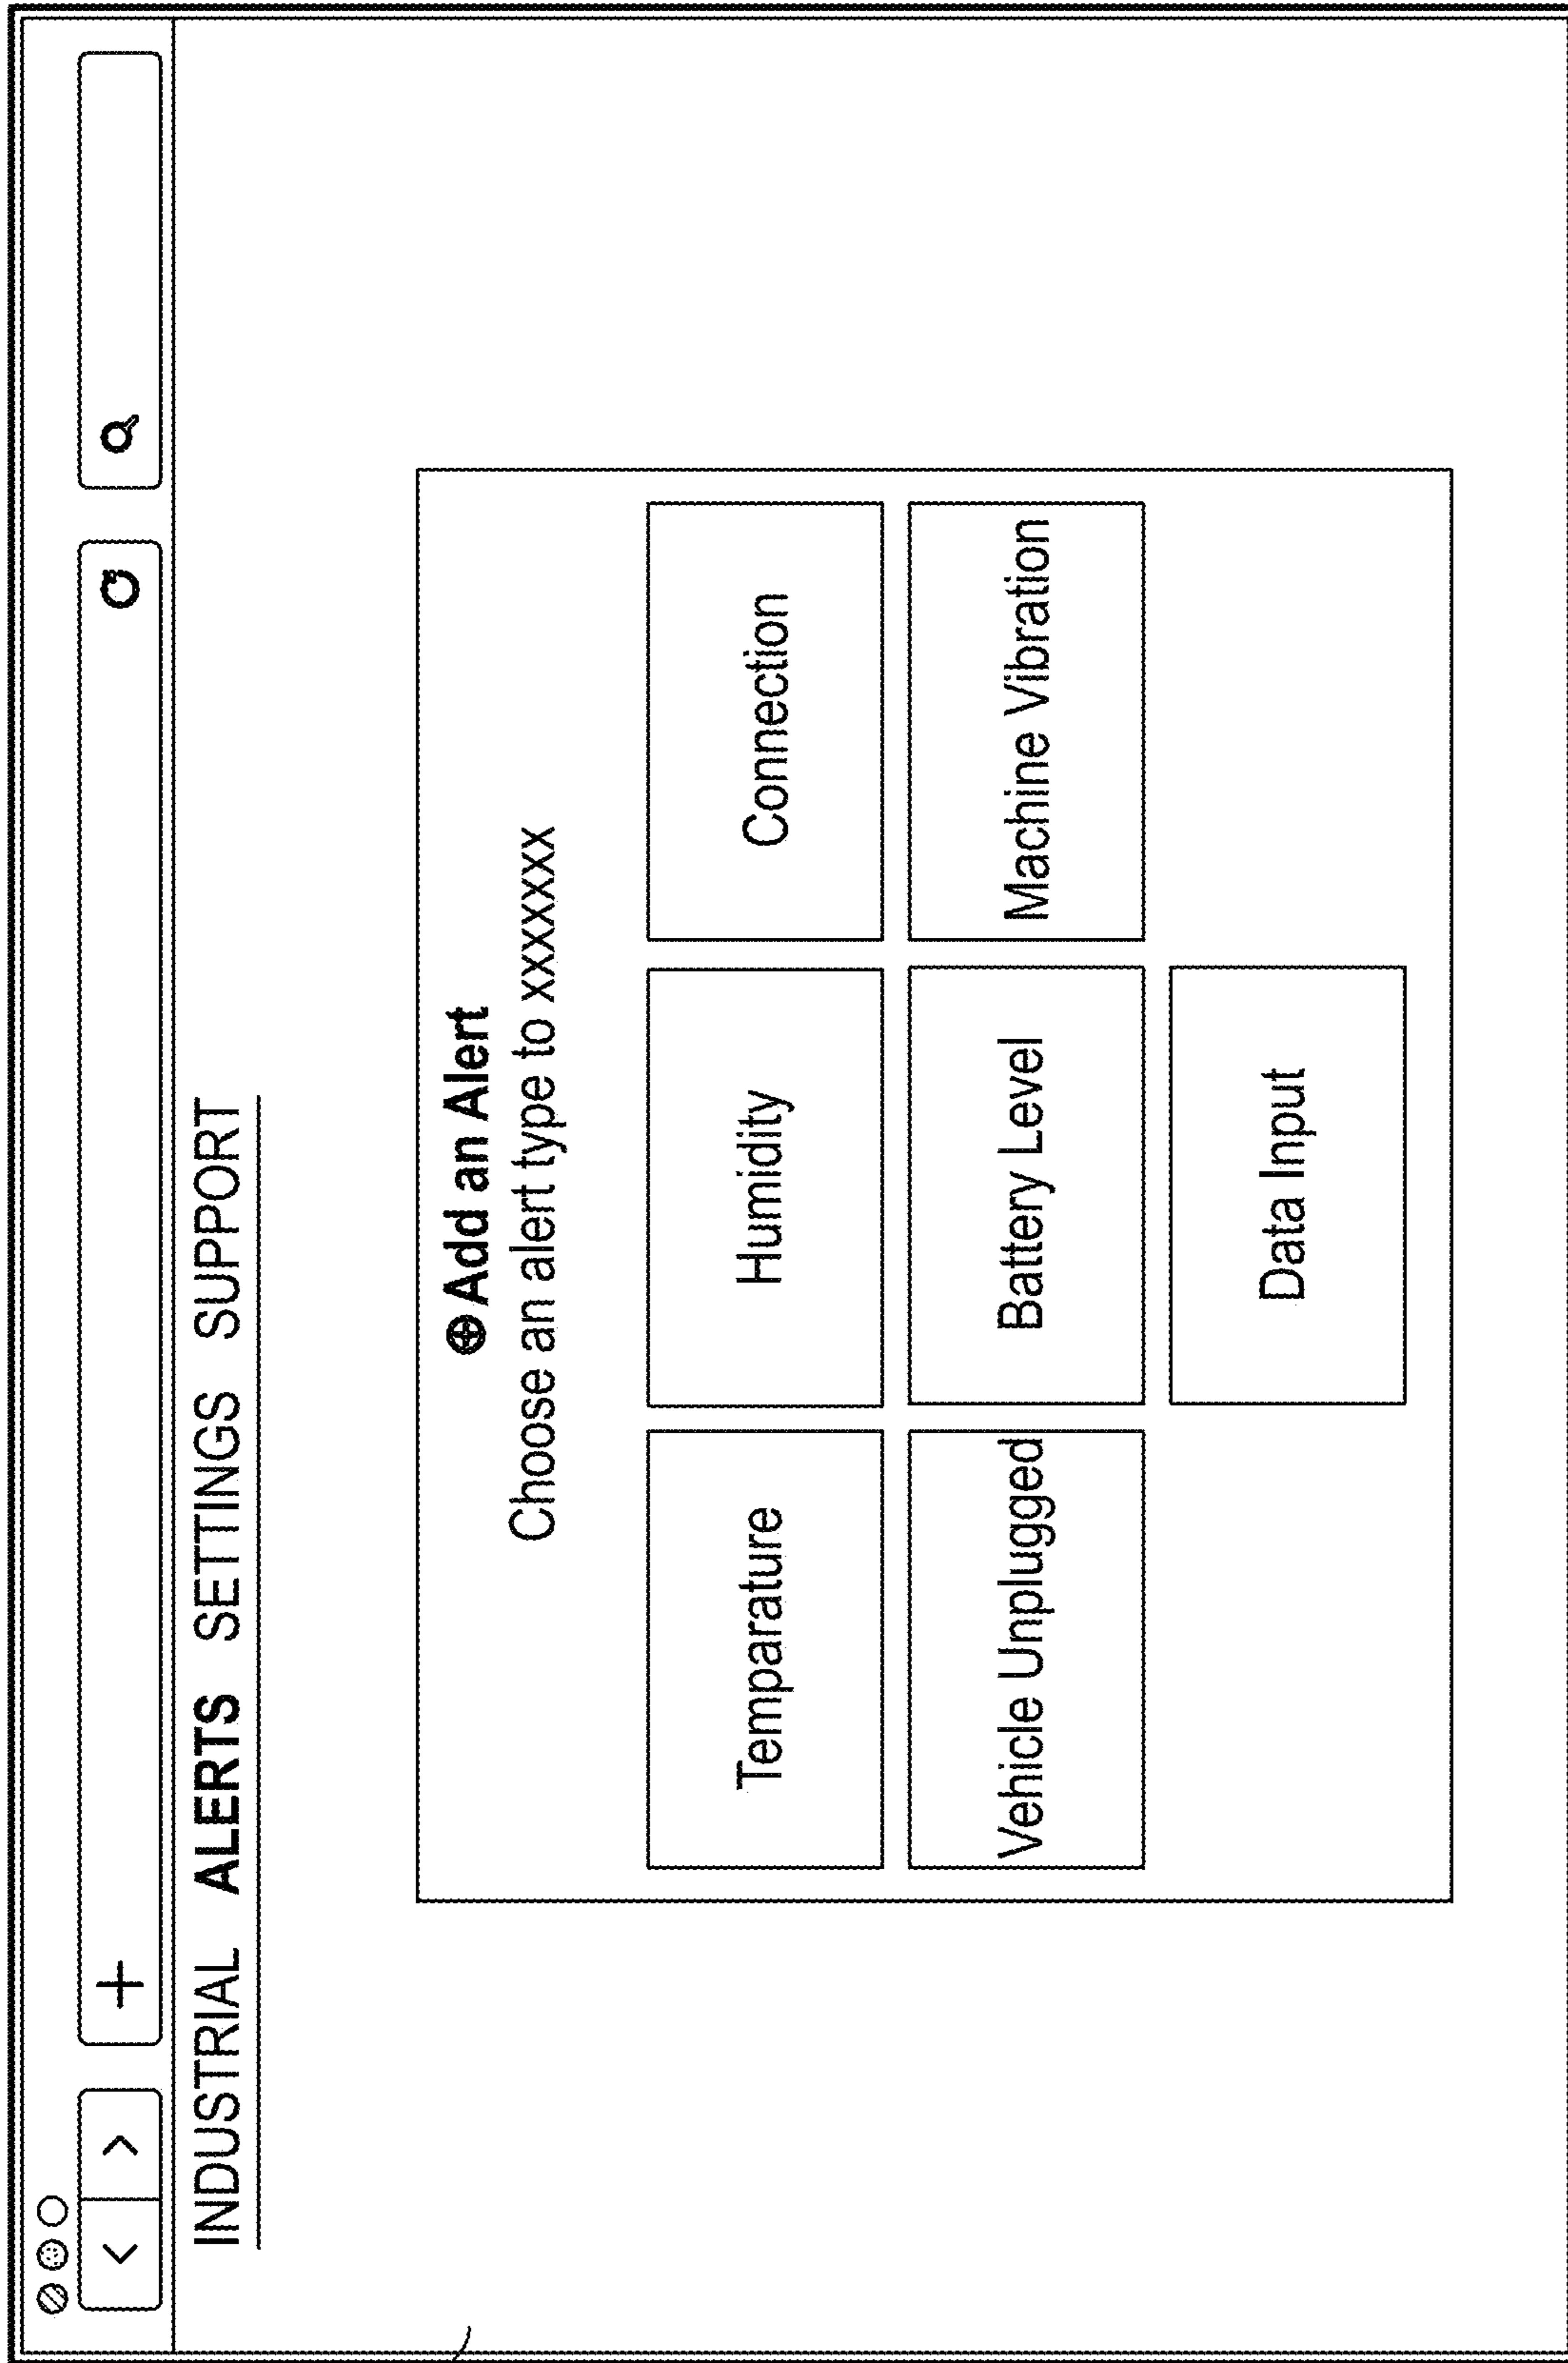 INDUSTRIAL ALERTS SETTINGS SUPPORT
Add an Alert
Choose an alert type to xxxxxxx
Temparature
Humidity
Connection
Vehicle Unplugged
Battery Level
Machine Vibration
Data Input